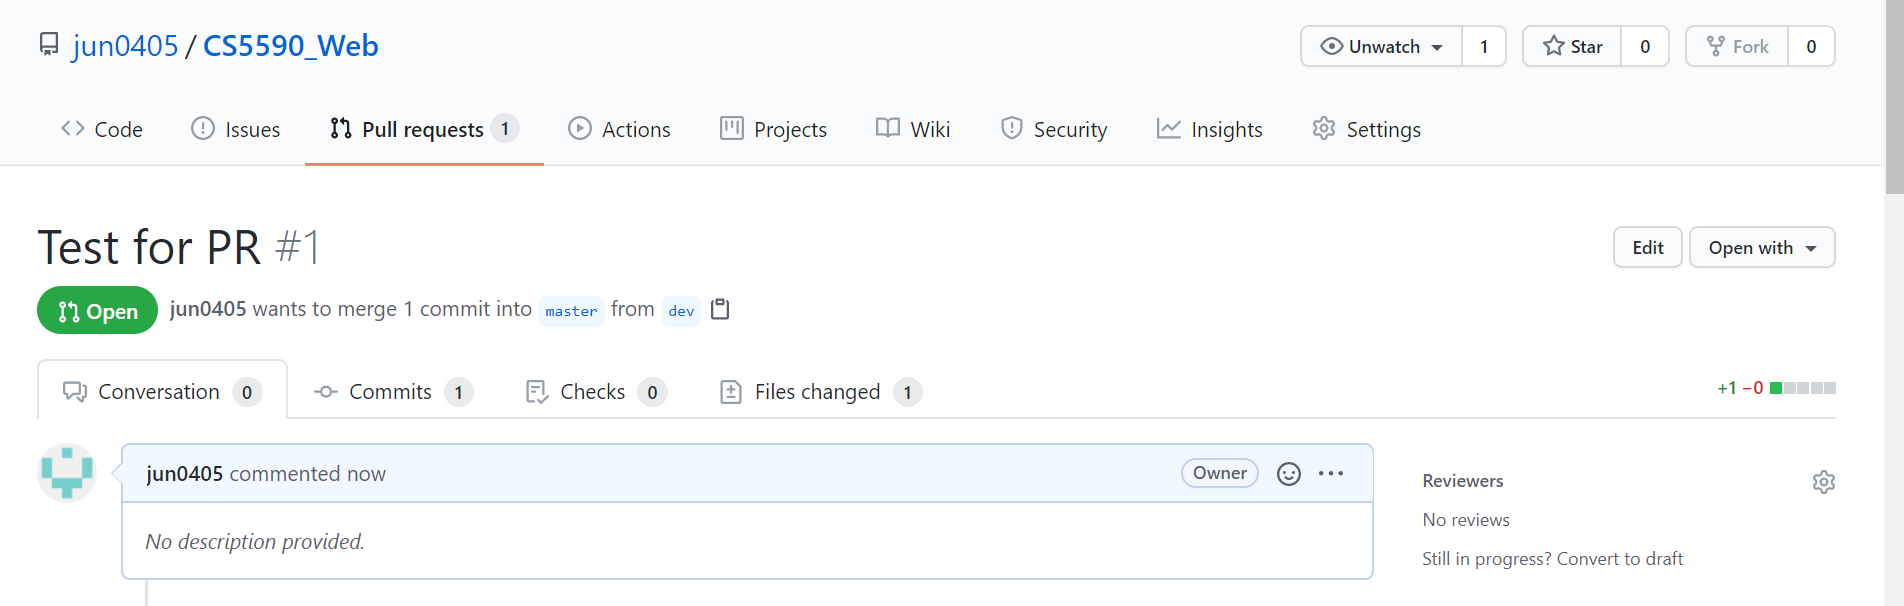 jun0405 / CS5590_Web
Unwatch 1 Star 0 Fork 0
Code Issues Pull requests 1 Actions Projects Wiki Security Insights Settings
Test for PR #1
Edit Open with
Open jun0405 wants to merge 1 commit into master from dev
Conversation 0 Commits 1 Checks 0 Files changed 1
+1 −0
jun0405 commented now
Owner
No description provided.
Reviewers
No reviews
Still in progress? Convert to draft